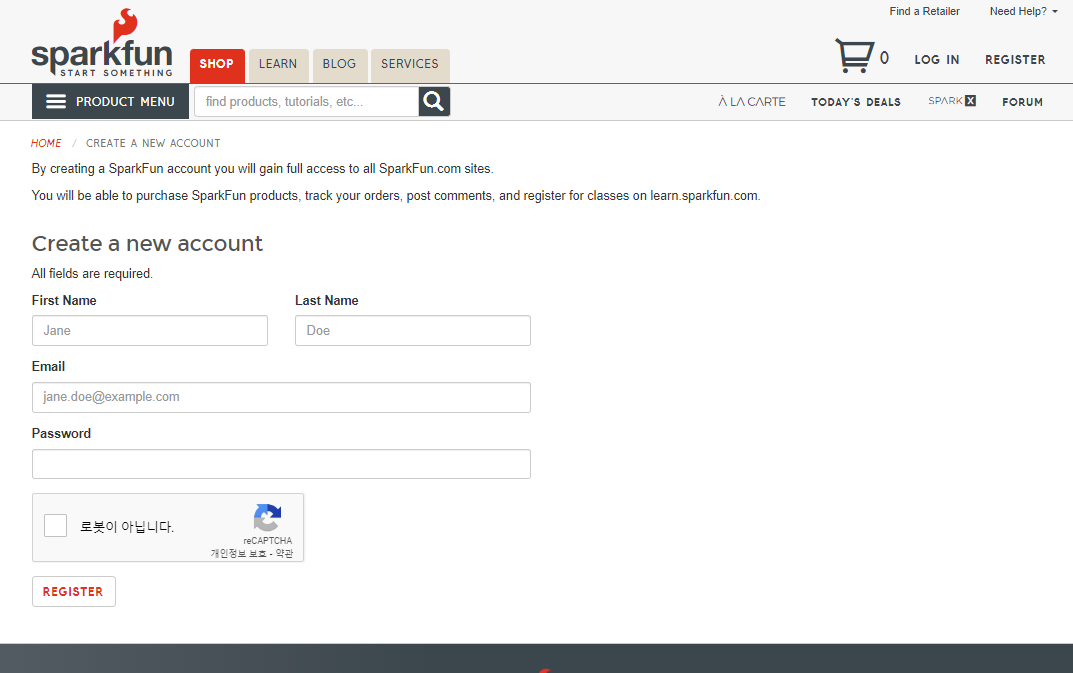 Find a Retailer Need Help?
sparkfun
START SOMETHING
SHOP LEARN BLOG SERVICES
0 LOG IN REGISTER
PRODUCT MENU find products, tutorials, etc... À LA CARTE TODAY'S DEALS SPARK X FORUM
HOME / CREATE A NEW ACCOUNT
By creating a SparkFun account you will gain full access to all SparkFun.com sites.
You will be able to purchase SparkFun products, track your orders, post comments, and register for classes on learn.sparkfun.com.
Create a new account
All fields are required.
First Name Last Name
Jane Doe
Email
jane.doe@example.com
Password
로봇이 아닙니다.
reCAPTCHA
개인정보 보호 - 약관
REGISTER